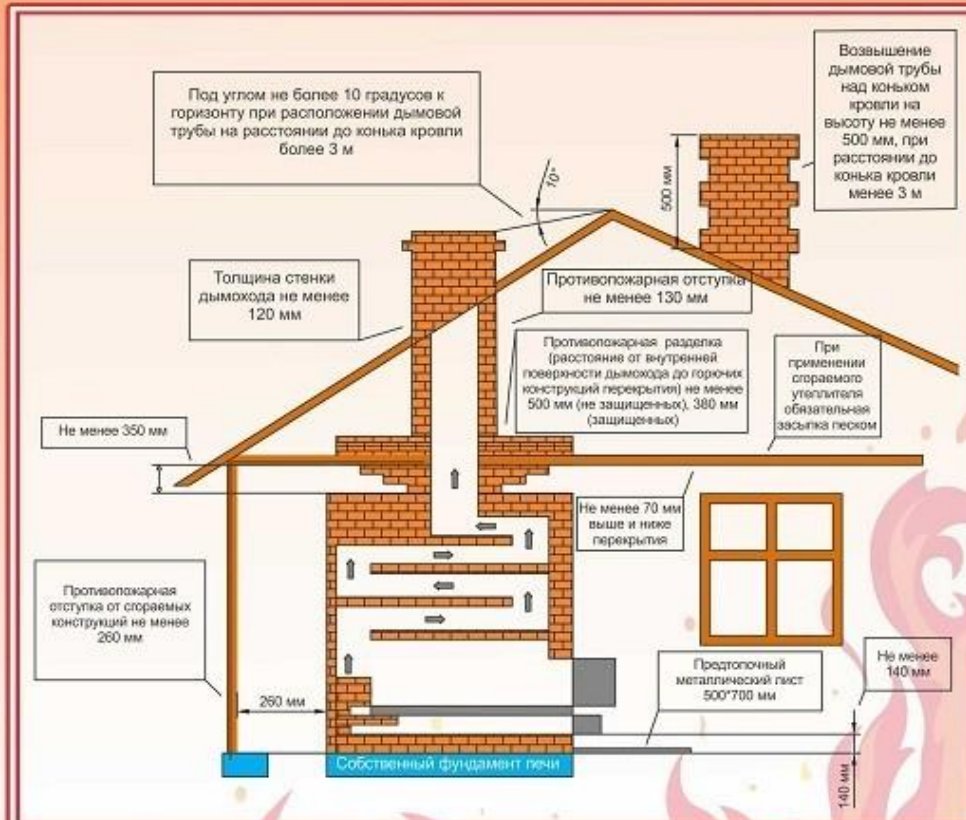 Под углом не более 10 градусов к
горизонту при расположении дымовой
трубы на расстоянии до конька кровли
более 3 м
Возвышение
дымовой трубы
над коньком
кровли на
высоту не менее
500 мм, при
расстоянии до
конька кровли
менее 3 м
10°
500 мм
Толщина стенки
дымохода не менее
120 мм
Противопожарная отступка
не менее 130 мм
Противопожарная разделка
(расстояние от внутренней
поверхности дымохода до горючих
конструкций перекрытия) не менее
500 мм (не защищенных), 380 мм
(защищенных)
При
применении
сгораемого
утеплителя
обязательная
засыпка песком
Не менее 350 мм
Не менее 70 мм
выше и ниже
перекрытия
Противопожарная
отступка от сгораемых
конструкций не менее
260 мм
260 мм
Предтопочный
металлический лист
500*700 мм
Не менее
140 мм
140 мм
Собственный фундамент печи